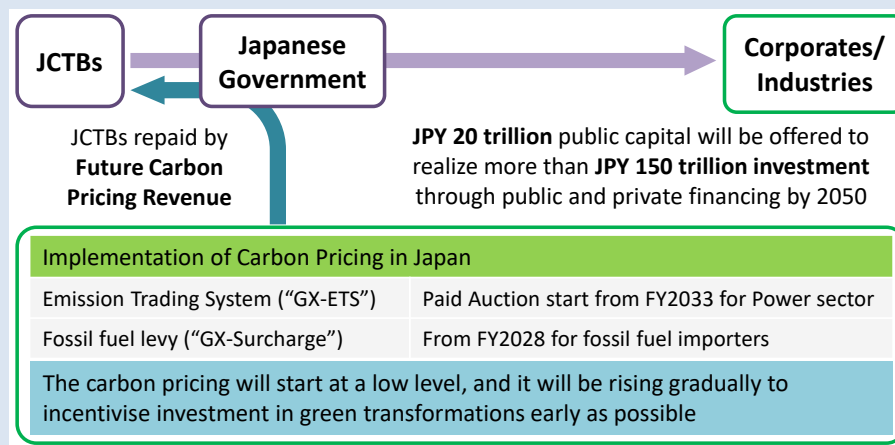 JCTBs
Japanese
Government
Corporates/
Industries
JCTBs repaid by
Future Carbon
Pricing Revenue
JPY 20 trillion public capital will be offered to
realize more than JPY 150 trillion investment
through public and private financing by 2050
Implementation of Carbon Pricing in Japan
Emission Trading System (“GX-ETS”) Paid Auction start from FY2033 for Power sector
Fossil fuel levy (“GX-Surcharge”) From FY2028 for fossil fuel importers
The carbon pricing will start at a low level, and it will be rising gradually to
incentivise investment in green transformations early as possible